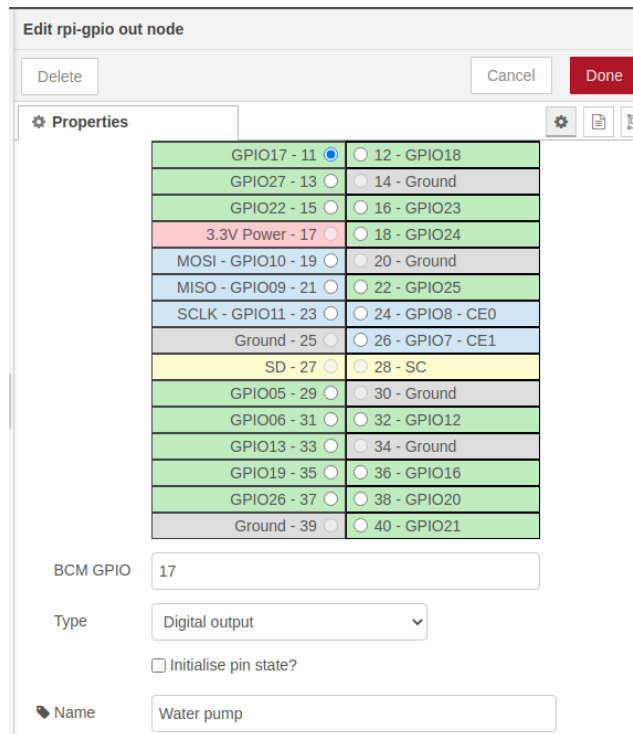 Edit rpi-gpio out node
Delete Cancel Done
Properties
GPIO17 - 11 12 - GPIO18
GPIO27 - 13 14 - Ground
GPIO22 - 15 16 - GPIO23
3.3V Power - 17 18 - GPIO24
MOSI - GPIO10 - 19 20 - Ground
MISO - GPIO09 - 21 22 - GPIO25
SCLK - GPIO11 - 23 24 - GPIO8 - CE0
Ground - 25 26 - GPIO7 - CE1
SD - 27 28 - SC
GPIO05 - 29 30 - Ground
GPIO06 - 31 32 - GPIO12
GPIO13 - 33 34 - Ground
GPIO19 - 35 36 - GPIO16
GPIO26 - 37 38 - GPIO20
Ground - 39 40 - GPIO21
BCM GPIO 17
Type Digital output
Initialise pin state?
Name Water pump